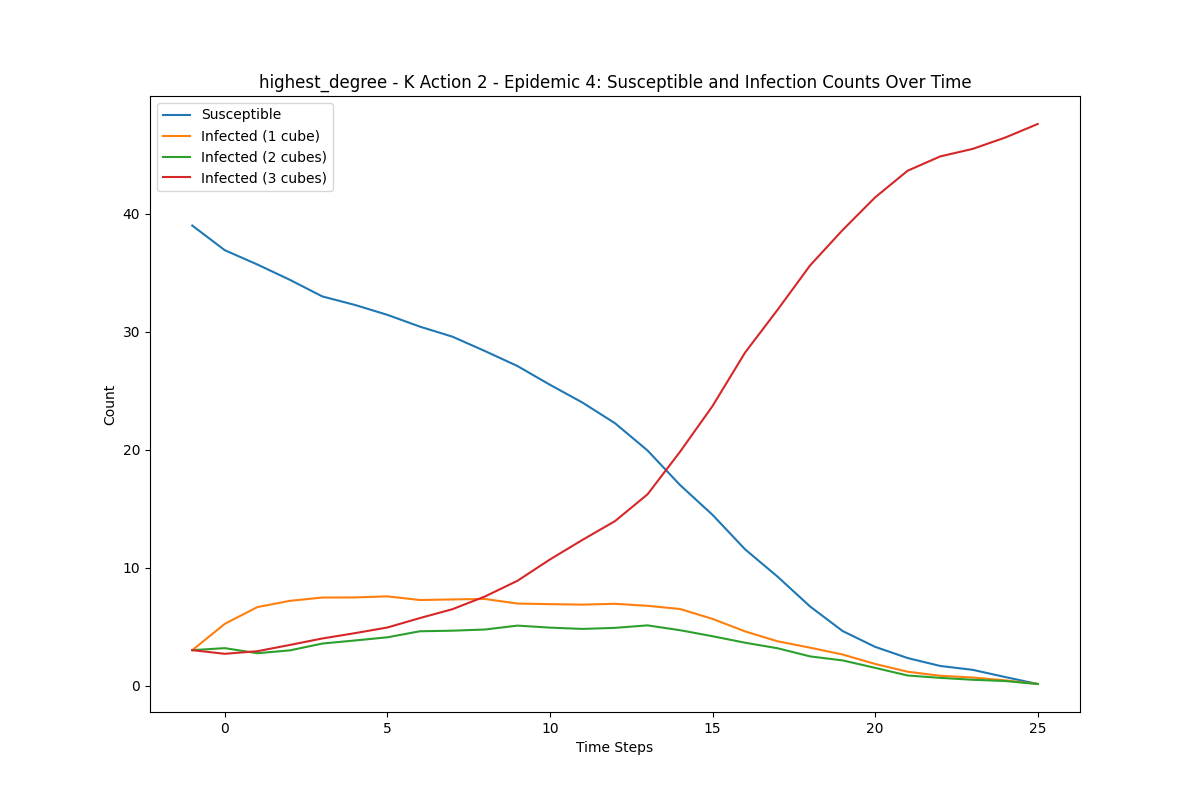 highest_degree - K Action 2 - Epidemic 4: Susceptible and Infection Counts Over Time
Susceptible
Infected (1 cube)
Infected (2 cubes)
Infected (3 cubes)
40
30
20
10
0
Count
0 5 10 15 20 25
Time Steps